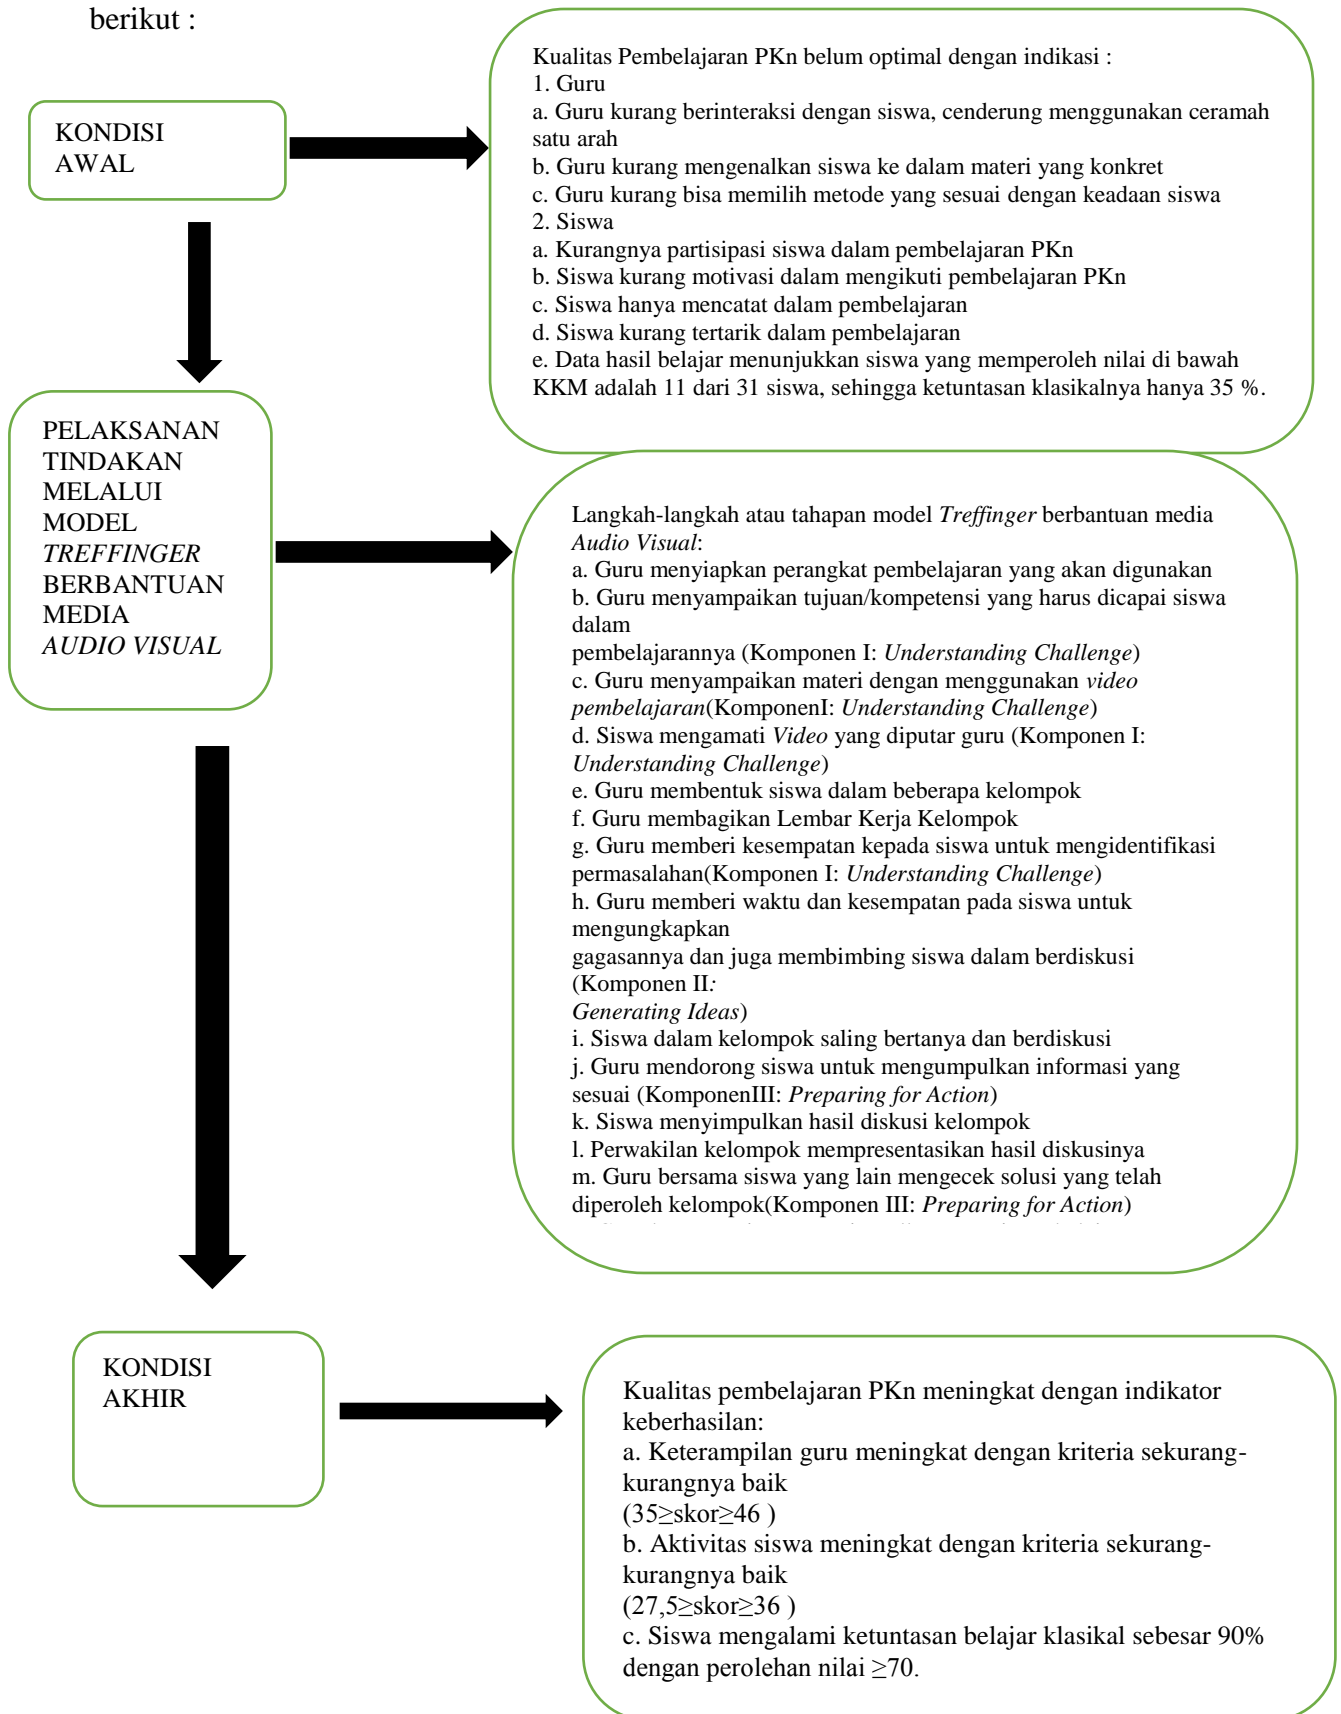 berikut :
KONDISI
AWAL
Kualitas Pembelajaran PKn belum optimal dengan indikasi :
1. Guru
a. Guru kurang berinteraksi dengan siswa, cenderung menggunakan ceramah
satu arah
b. Guru kurang mengenalkan siswa ke dalam materi yang konkret
c. Guru kurang bisa memilih metode yang sesuai dengan keadaan siswa
2. Siswa
a. Kurangnya partisipasi siswa dalam pembelajaran PKn
b. Siswa kurang motivasi dalam mengikuti pembelajaran PKn
c. Siswa hanya mencatat dalam pembelajaran
d. Siswa kurang tertarik dalam pembelajaran
e. Data hasil belajar menunjukkan siswa yang memperoleh nilai di bawah
KKM adalah 11 dari 31 siswa, sehingga ketuntasan klasikalnya hanya 35 %.
PELAKSANAN
TINDAKAN
MELALUI
MODEL
TREFFINGER
BERBANTUAN
MEDIA
AUDIO VISUAL
Langkah-langkah atau tahapan model Treffinger berbantuan media
Audio Visual:
a. Guru menyiapkan perangkat pembelajaran yang akan digunakan
b. Guru menyampaikan tujuan/kompetensi yang harus dicapai siswa
dalam
pembelajarannya (Komponen I: Understanding Challenge)
c. Guru menyampaikan materi dengan menggunakan video
pembelajaran(KomponenI: Understanding Challenge)
d. Siswa mengamati Video yang diputar guru (Komponen I:
Understanding Challenge)
e. Guru membentuk siswa dalam beberapa kelompok
f. Guru membagikan Lembar Kerja Kelompok
g. Guru memberi kesempatan kepada siswa untuk mengidentifikasi
permasalahan(Komponen I: Understanding Challenge)
h. Guru memberi waktu dan kesempatan pada siswa untuk
mengungkapkan
gagasannya dan juga membimbing siswa dalam berdiskusi
(Komponen II:
Generating Ideas)
i. Siswa dalam kelompok saling bertanya dan berdiskusi
j. Guru mendorong siswa untuk mengumpulkan informasi yang
sesuai (KomponenIII: Preparing for Action)
k. Siswa menyimpulkan hasil diskusi kelompok
l. Perwakilan kelompok mempresentasikan hasil diskusinya
m. Guru bersama siswa yang lain mengecek solusi yang telah
diperoleh kelompok(Komponen III: Preparing for Action)
KONDISI
AKHIR
Kualitas pembelajaran PKn meningkat dengan indikator
keberhasilan:
a. Keterampilan guru meningkat dengan kriteria sekurang-
kurangnya baik
(35≥skor≥46 )
b. Aktivitas siswa meningkat dengan kriteria sekurang-
kurangnya baik
(27,5≥skor≥36 )
c. Siswa mengalami ketuntasan belajar klasikal sebesar 90%
dengan perolehan nilai ≥70.